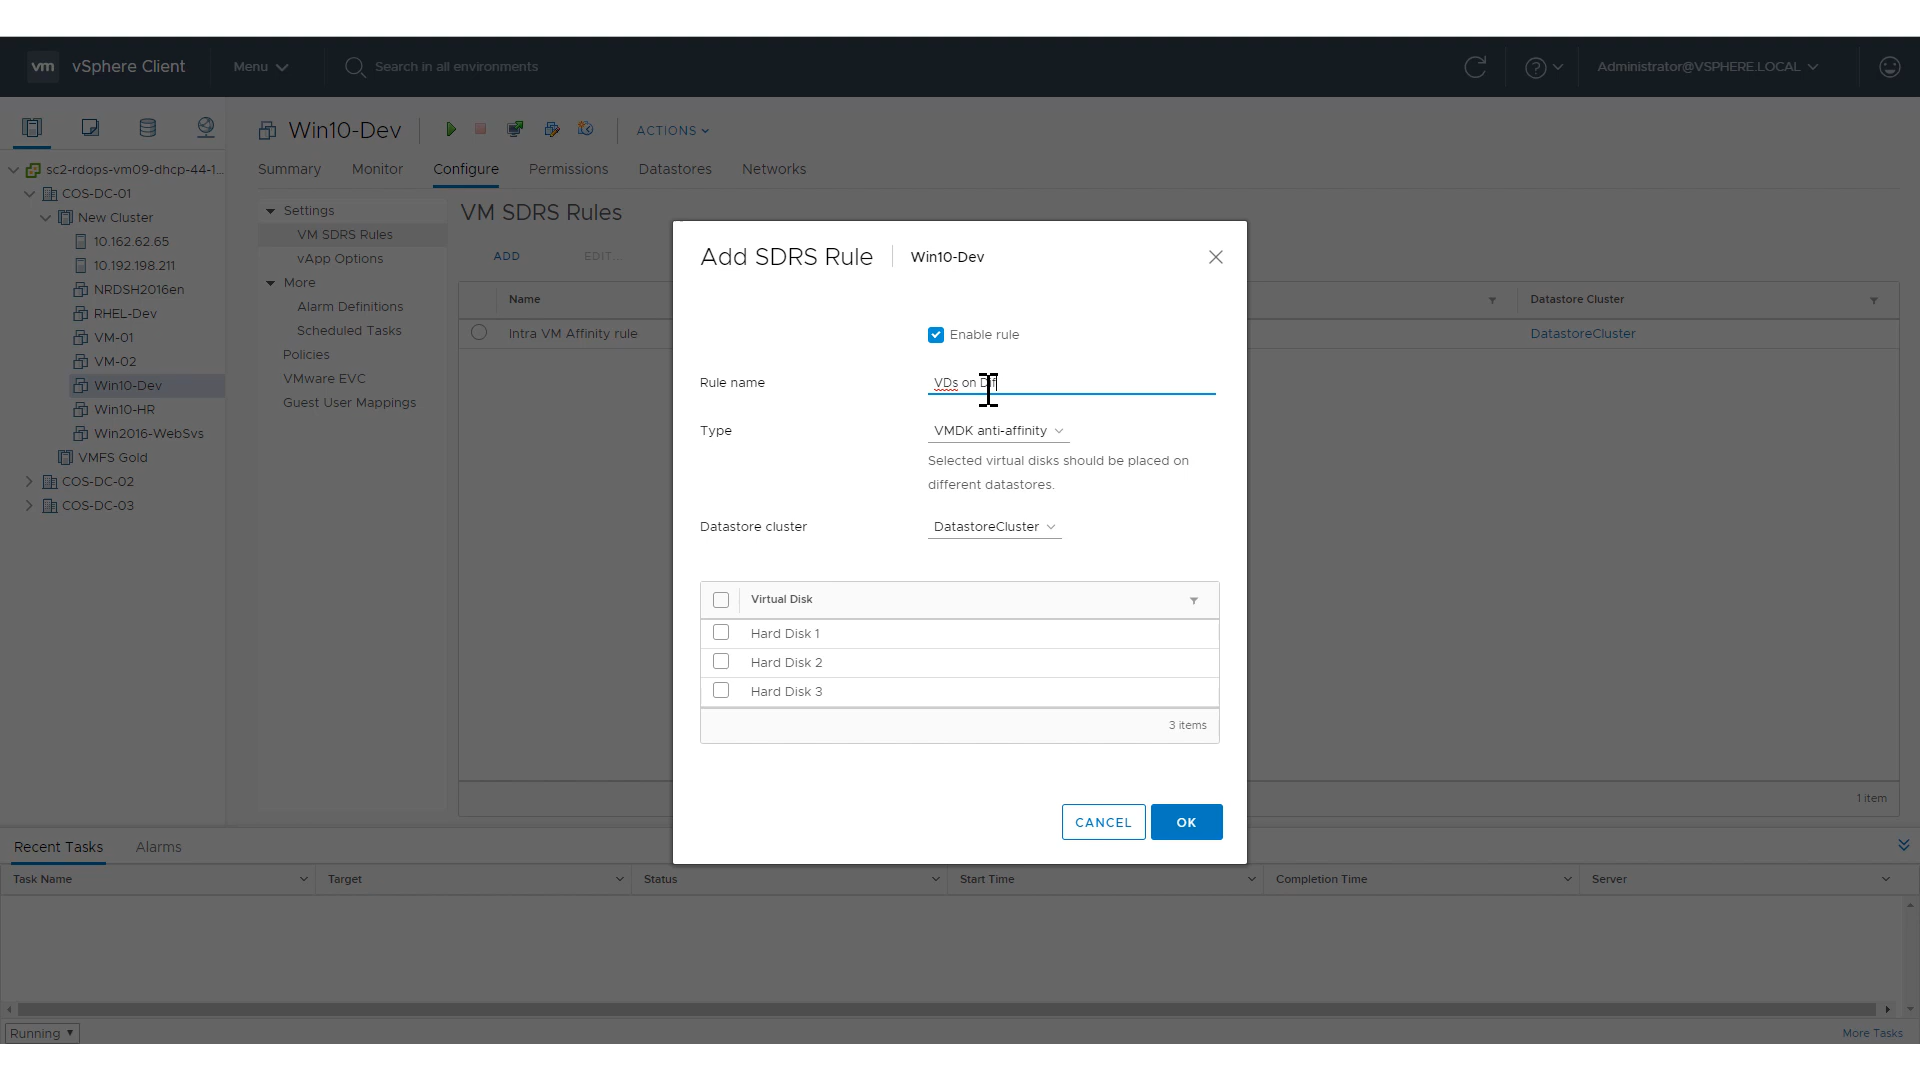 vm vSphere Client Menu Search in all environments Administrator@VSPHERE.LOCAL
Win10-Dev ACTIONS
Summary Monitor Configure Permissions Datastores Networks
sc2-rdops-vm09-dhcp-44-1...
COS-DC-01
New Cluster
10.162.62.65
10.192.198.211
NRDSH2016en
RHEL-Dev
VM-01
VM-02
Win10-Dev
Win10-HR
Win2016-WebSvs
VMFS Gold
COS-DC-02
COS-DC-03
Settings
VM SDRS Rules
vApp Options
More
Alarm Definitions
Scheduled Tasks
Policies
VMware EVC
Guest User Mappings
VM SDRS Rules
ADD EDIT...
Name Datastore Cluster
Intra VM Affinity rule DatastoreCluster
1 item
Add SDRS Rule Win10-Dev
Enable rule
Rule name VDs on Dif
Type VMDK anti-affinity
Selected virtual disks should be placed on
different datastores.
Datastore cluster DatastoreCluster
Virtual Disk
Hard Disk 1
Hard Disk 2
Hard Disk 3
3 items
CANCEL OK
Recent Tasks Alarms
Task Name Target Status Start Time Completion Time Server
Running More Tasks